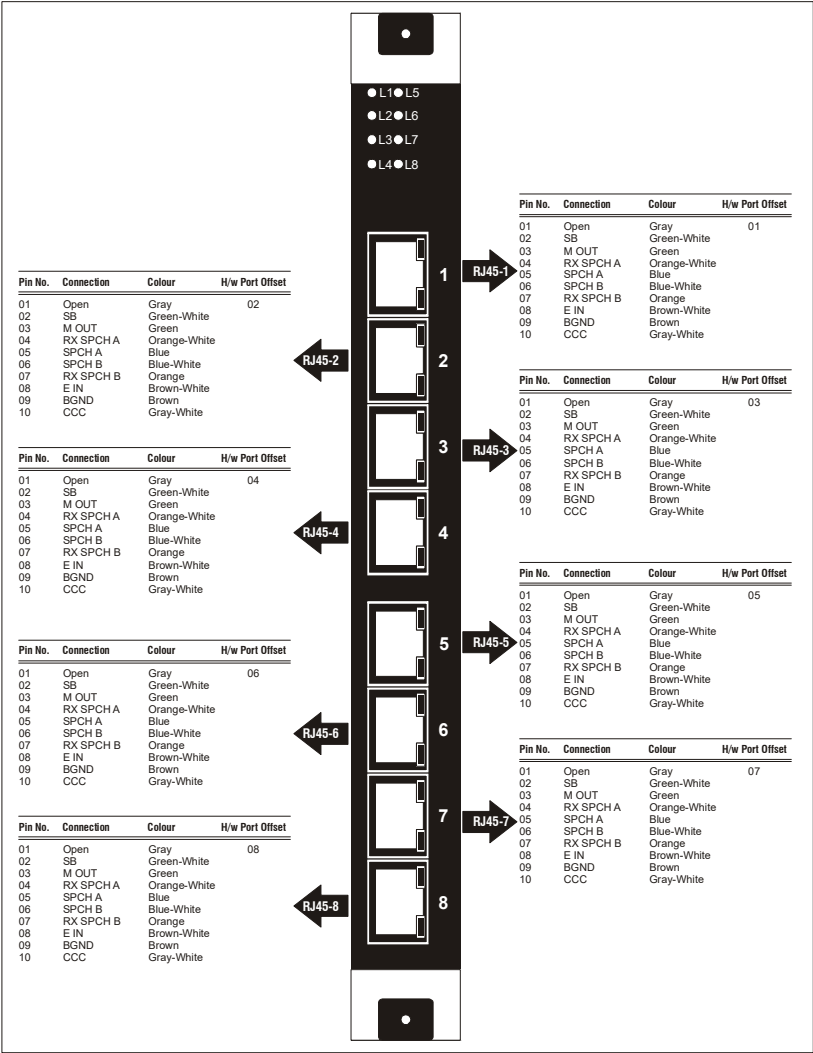 L1 L5
L2 L6
L3 L7
L4 L8
Pin No. Connection Colour H/w Port Offset
01 Open Gray 01
02 SB Green-White
03 M OUT Green
04 RX SPCH A Orange-White
05 SPCH A Blue
06 SPCH B Blue-White
07 RX SPCH B Orange
08 E IN Brown-White
09 BGND Brown
10 CCC Gray-White
1 RJ45-1
Pin No. Connection Colour H/w Port Offset
01 Open Gray 02
02 SB Green-White
03 M OUT Green
04 RX SPCH A Orange-White
05 SPCH A Blue
06 SPCH B Blue-White
07 RX SPCH B Orange
08 E IN Brown-White
09 BGND Brown
10 CCC Gray-White
RJ45-2 2
Pin No. Connection Colour H/w Port Offset
01 Open Gray 03
02 SB Green-White
03 M OUT Green
04 RX SPCH A Orange-White
05 SPCH A Blue
06 SPCH B Blue-White
07 RX SPCH B Orange
08 E IN Brown-White
09 BGND Brown
10 CCC Gray-White
3 RJ45-3
Pin No. Connection Colour H/w Port Offset
01 Open Gray 04
02 SB Green-White
03 M OUT Green
04 RX SPCH A Orange-White
05 SPCH A Blue
06 SPCH B Blue-White
07 RX SPCH B Orange
08 E IN Brown-White
09 BGND Brown
10 CCC Gray-White
RJ45-4 4
Pin No. Connection Colour H/w Port Offset
01 Open Gray 05
02 SB Green-White
03 M OUT Green
04 RX SPCH A Orange-White
05 SPCH A Blue
06 SPCH B Blue-White
07 RX SPCH B Orange
08 E IN Brown-White
09 BGND Brown
10 CCC Gray-White
5 RJ45-5
Pin No. Connection Colour H/w Port Offset
01 Open Gray 06
02 SB Green-White
03 M OUT Green
04 RX SPCH A Orange-White
05 SPCH A Blue
06 SPCH B Blue-White
07 RX SPCH B Orange
08 E IN Brown-White
09 BGND Brown
10 CCC Gray-White
RJ45-6 6
Pin No. Connection Colour H/w Port Offset
01 Open Gray 07
02 SB Green-White
03 M OUT Green
04 RX SPCH A Orange-White
05 SPCH A Blue
06 SPCH B Blue-White
07 RX SPCH B Orange
08 E IN Brown-White
09 BGND Brown
10 CCC Gray-White
7 RJ45-7
Pin No. Connection Colour H/w Port Offset
01 Open Gray 08
02 SB Green-White
03 M OUT Green
04 RX SPCH A Orange-White
05 SPCH A Blue
06 SPCH B Blue-White
07 RX SPCH B Orange
08 E IN Brown-White
09 BGND Brown
10 CCC Gray-White
RJ45-8 8